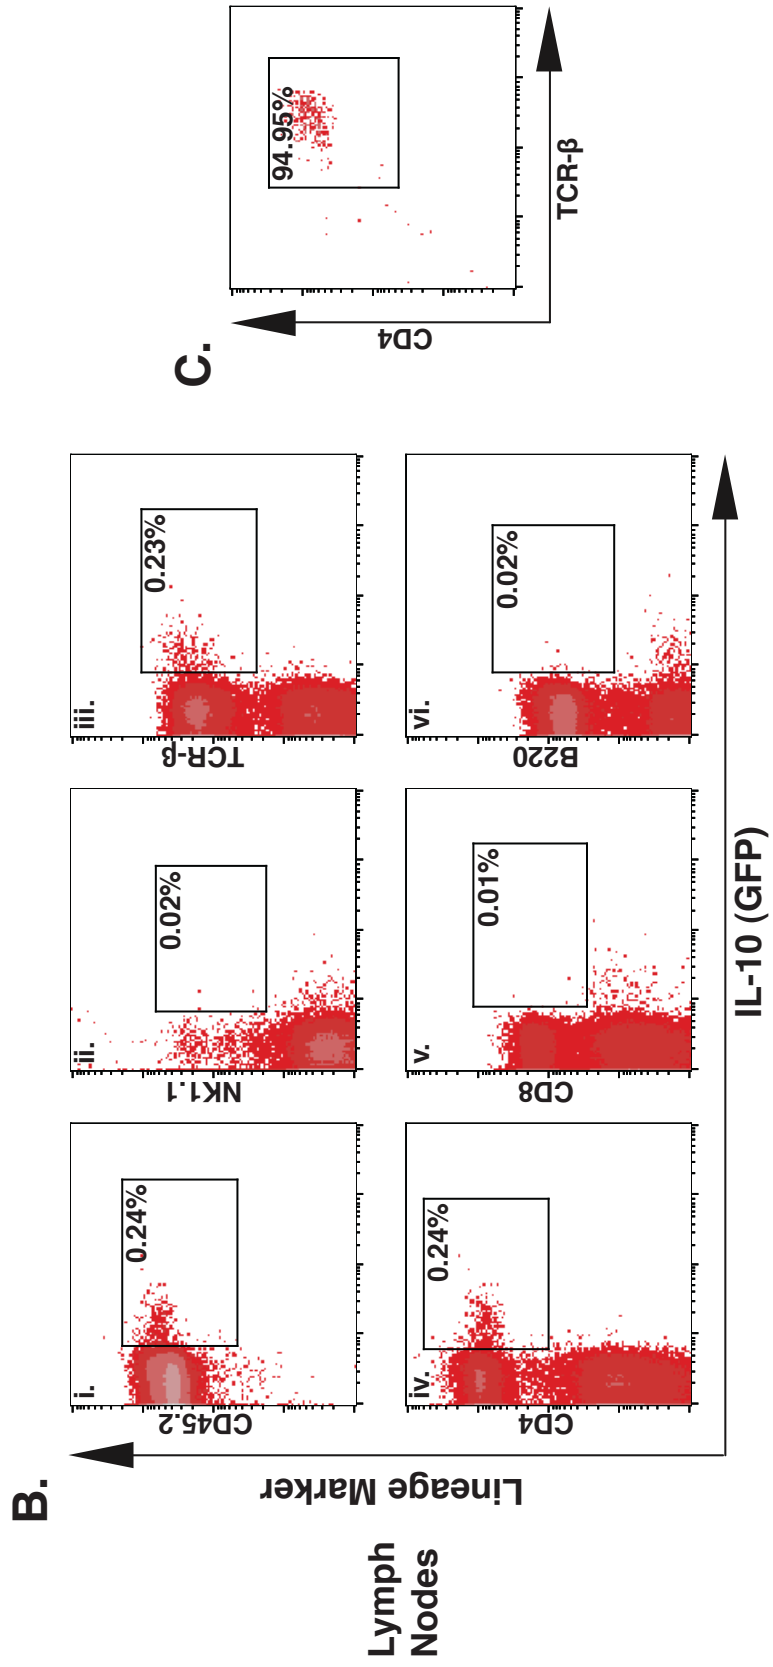 B.
Lymph
Nodes
Lineage Marker
i.
0.24%
CD45.2
ii.
0.02%
NK1.1
iii.
0.23%
TCR-β
iv.
0.24%
CD4
v.
0.01%
CD8
vi.
0.02%
B220
IL-10 (GFP)
C.
94.95%
CD4
TCR-β